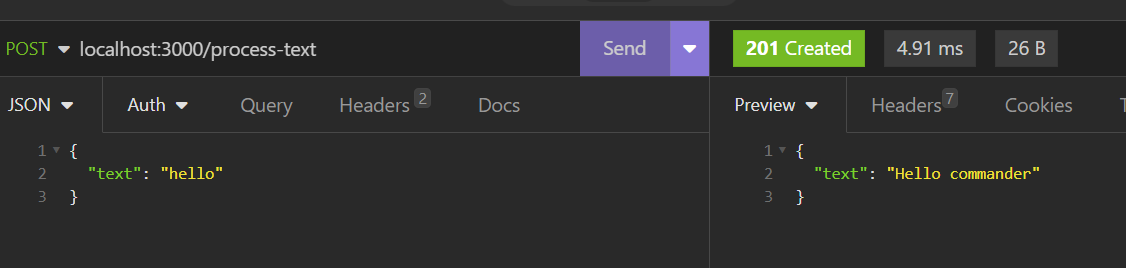 POST localhost:3000/process-text Send 201 Created 4.91 ms 26 B
JSON Auth Query Headers 2 Docs Preview Headers 7 Cookies
1 {
2 "text": "hello"
3 }
1 {
2 "text": "Hello commander"
3 }